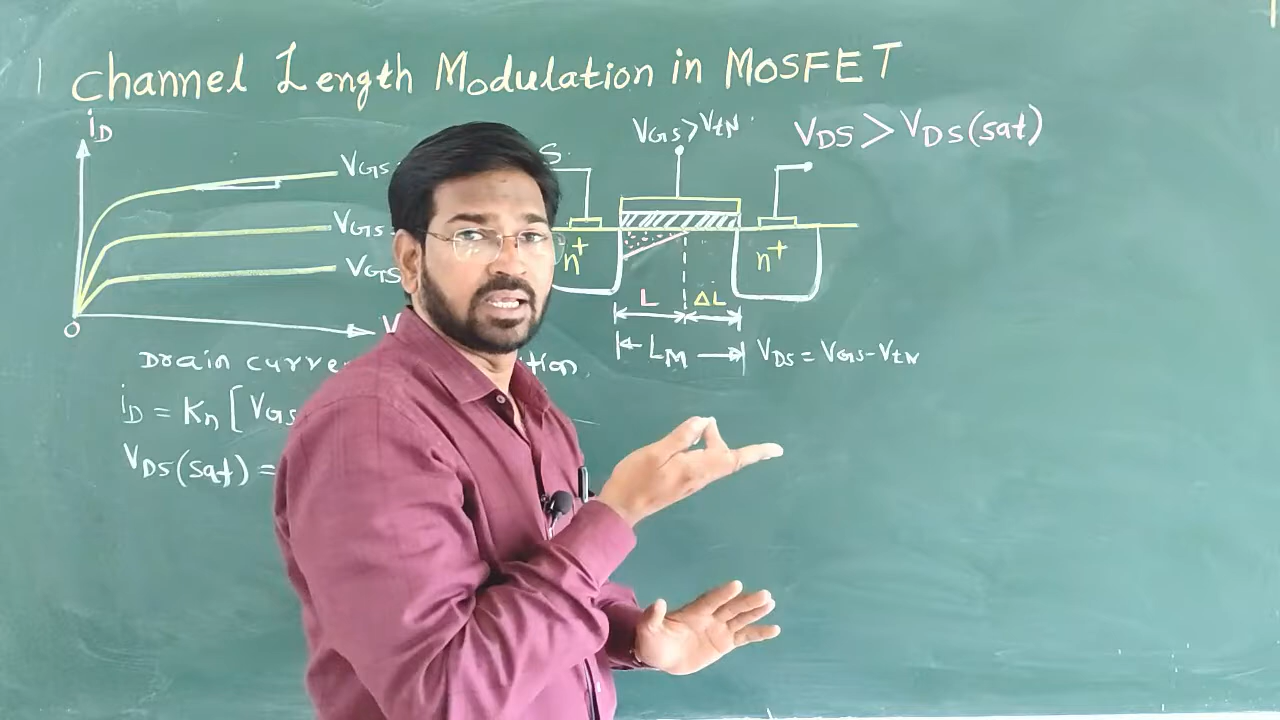 Channel Length Modulation in MOSFET
iD
VGS
VGS
VGS
0
S
VGS > VtN
VDS > VDS(sat)
n+
n+
L
ΔL
LM
VDS = VGS - VtN
Drain
iD = Kn [ VGS
VDS(sat) =